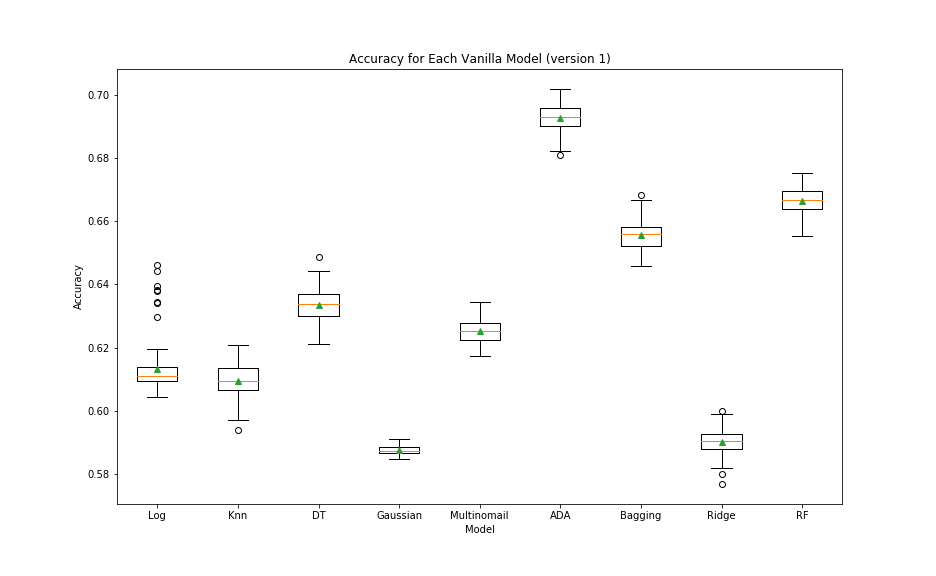 Accuracy for Each Vanilla Model (version 1)
0.70
0.68
0.66
0.64
0.62
0.60
0.58
Accuracy
Log Knn DT Gaussian Multinomail ADA Bagging Ridge RF
Model